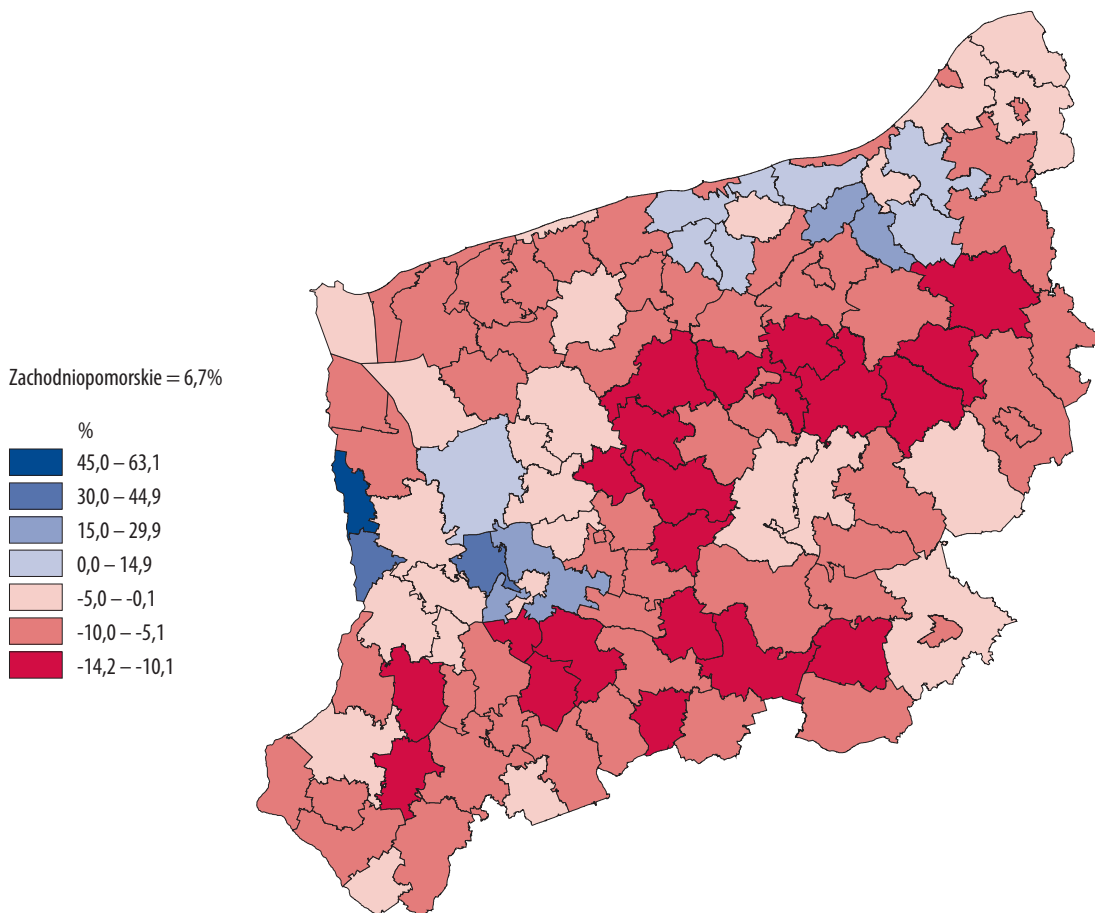 Zachodniopomorskie = 6,7%
%
45,0 – 63,1
30,0 – 44,9
15,0 – 29,9
0,0 – 14,9
-5,0 – -0,1
-10,0 – -5,1
-14,2 – -10,1